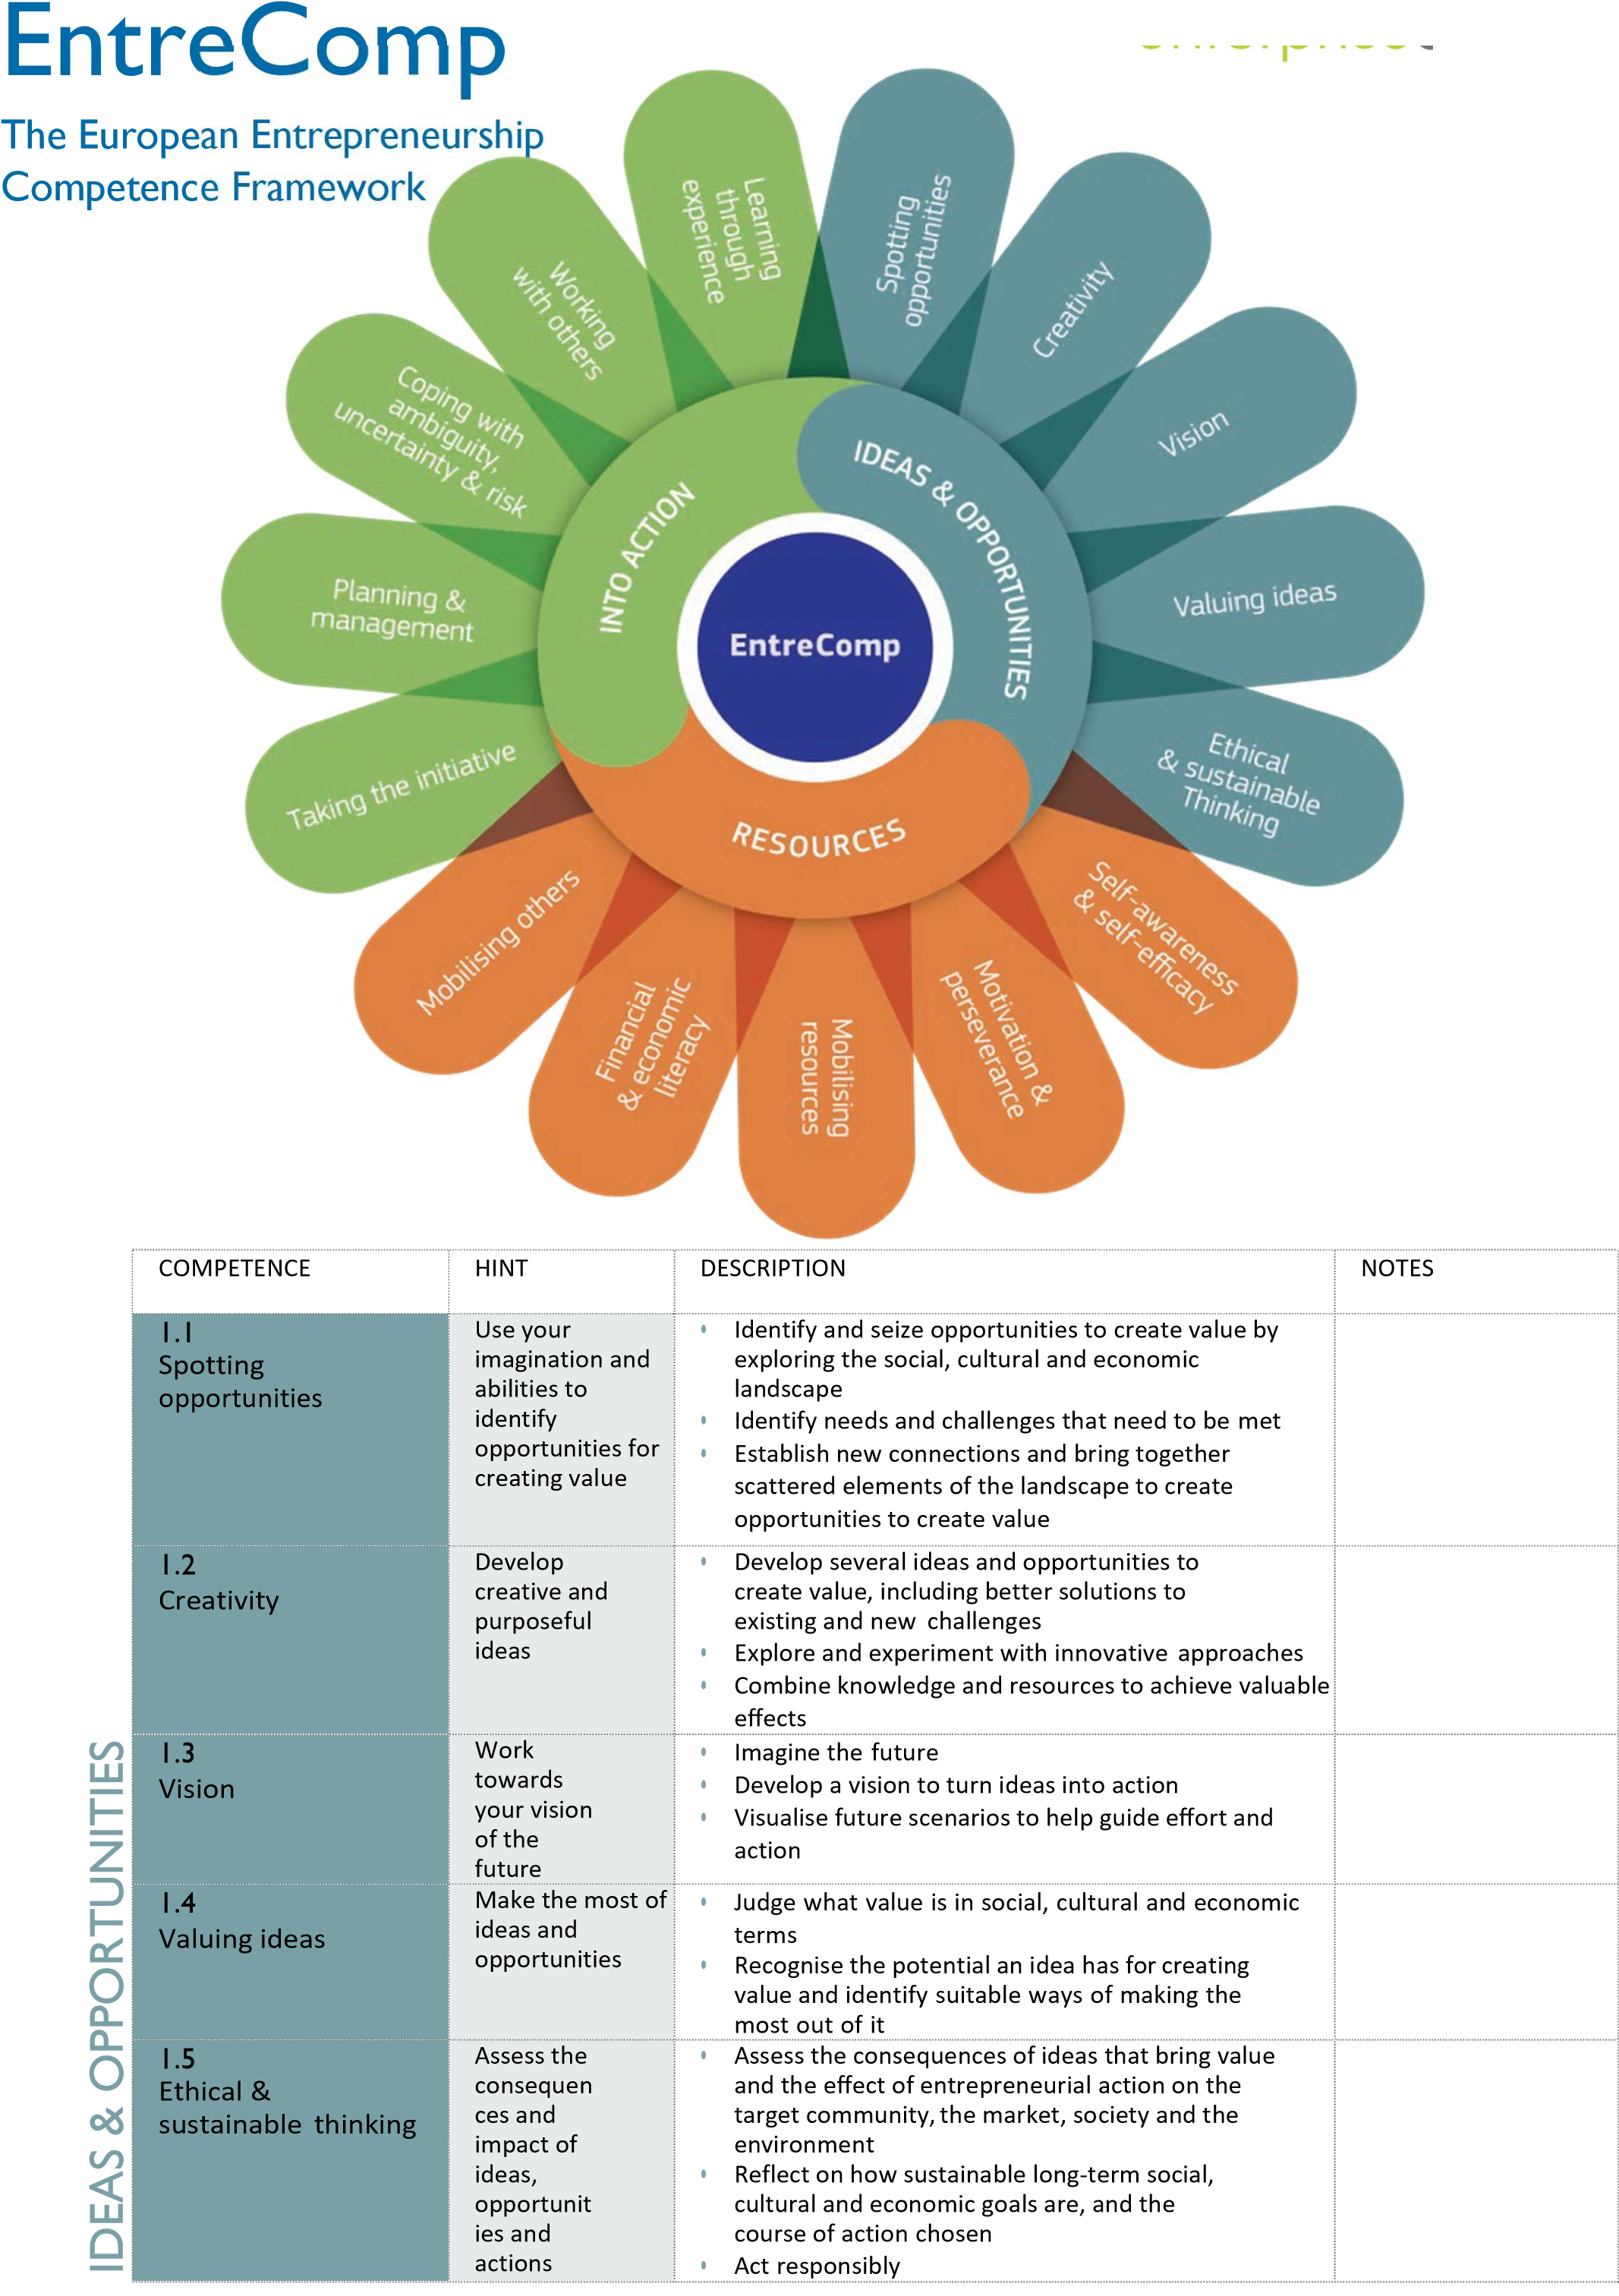 EntreComp
The European Entrepreneurship
Competence Framework
Learning
through
experience
Spotting
opportunities
Working
with others
Creativity
Coping with
ambiguity,
uncertainty & risk
Vision
Planning &
management
Valuing ideas
Taking the initiative
Ethical
& sustainable
Thinking
Mobilising others
Self-awareness
& self-efficacy
Financial
& economic
literacy
Mobilising
resources
Motivation &
perseverance
INTO ACTION
IDEAS & OPPORTUNITIES
RESOURCES
EntreComp
COMPETENCE HINT DESCRIPTION NOTES
IDEAS & OPPORTUNITIES
1.1
Spotting
opportunities
Use your
imagination and
abilities to
identify
opportunities for
creating value
• Identify and seize opportunities to create value by
exploring the social, cultural and economic
landscape
• Identify needs and challenges that need to be met
• Establish new connections and bring together
scattered elements of the landscape to create
opportunities to create value
1.2
Creativity
Develop
creative and
purposeful
ideas
• Develop several ideas and opportunities to
create value, including better solutions to
existing and new challenges
• Explore and experiment with innovative approaches
• Combine knowledge and resources to achieve valuable
effects
1.3
Vision
Work
towards
your vision
of the
future
• Imagine the future
• Develop a vision to turn ideas into action
• Visualise future scenarios to help guide effort and
action
1.4
Valuing ideas
Make the most of
ideas and
opportunities
• Judge what value is in social, cultural and economic
terms
• Recognise the potential an idea has for creating
value and identify suitable ways of making the
most out of it
1.5
Ethical &
sustainable thinking
Assess the
consequen
ces and
impact of
ideas,
opportunit
ies and
actions
• Assess the consequences of ideas that bring value
and the effect of entrepreneurial action on the
target community, the market, society and the
environment
• Reflect on how sustainable long-term social,
cultural and economic goals are, and the
course of action chosen
• Act responsibly